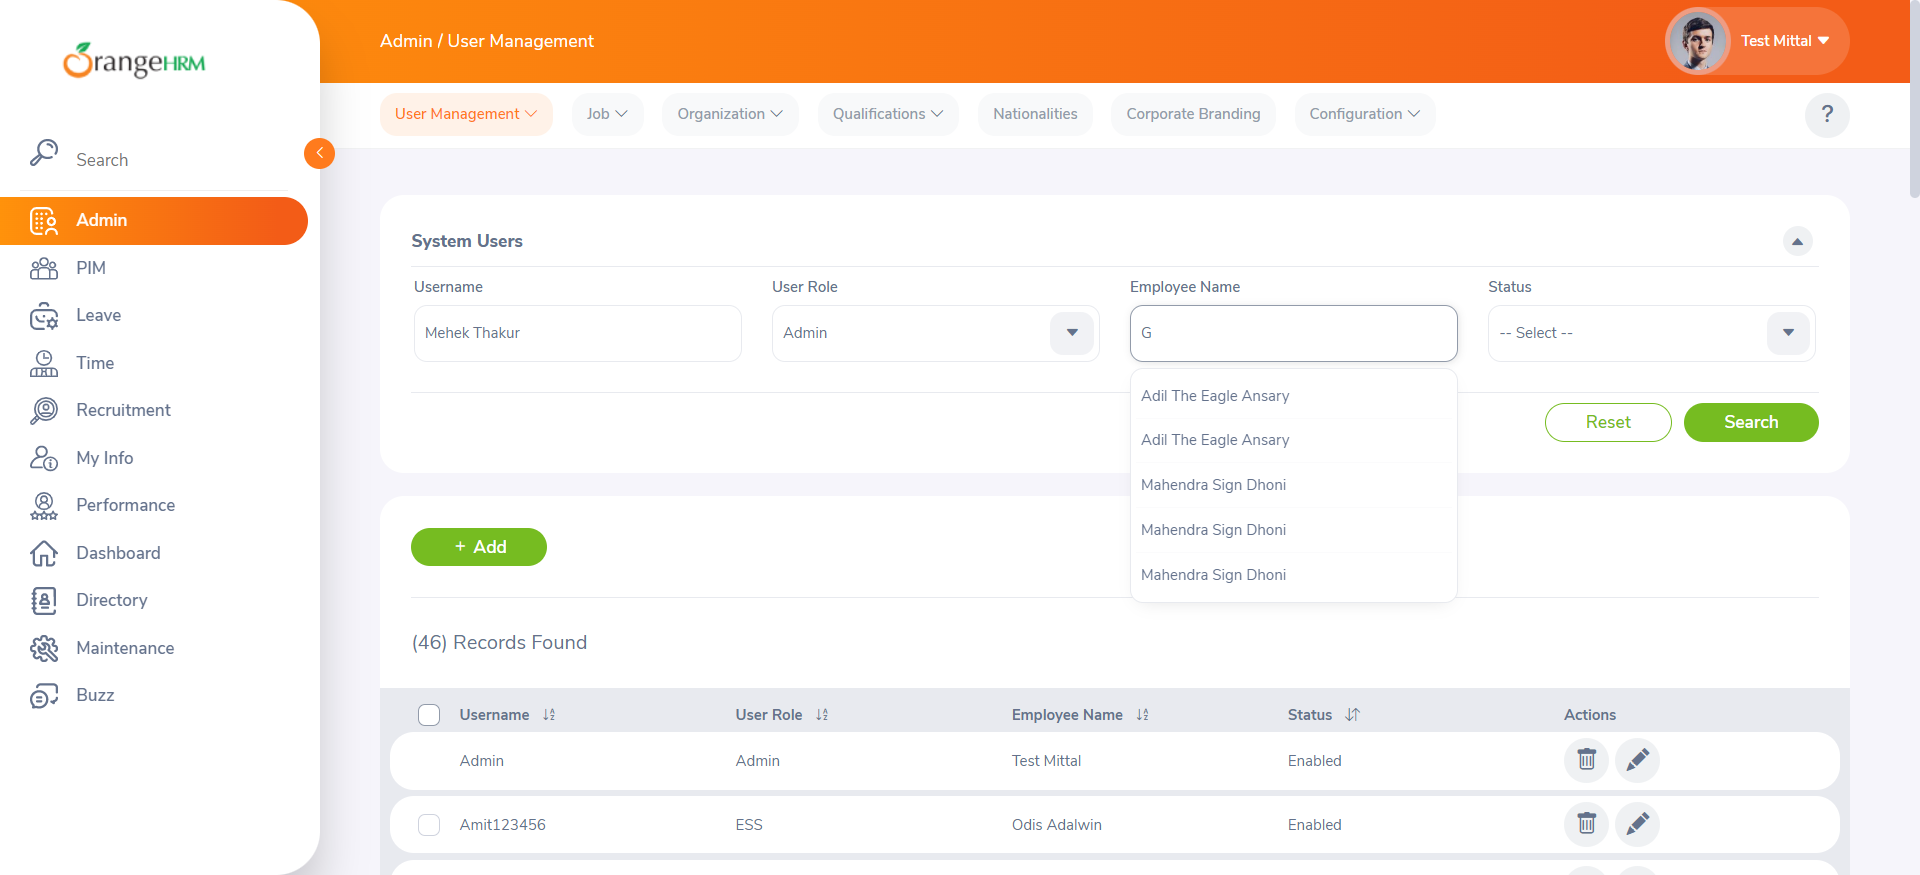 OrangeHRM
Admin / User Management
Test Mittal
User Management
Job
Organization
Qualifications
Nationalities
Corporate Branding
Configuration
?
Search
Admin
PIM
Leave
Time
Recruitment
My Info
Performance
Dashboard
Directory
Maintenance
Buzz
System Users
Username
User Role
Employee Name
Status
Mehek Thakur
Admin
G
-- Select --
Adil The Eagle Ansary
Adil The Eagle Ansary
Mahendra Sign Dhoni
Mahendra Sign Dhoni
Mahendra Sign Dhoni
Reset
Search
+ Add
(46) Records Found
Username
User Role
Employee Name
Status
Actions
Admin
Admin
Test Mittal
Enabled
Amit123456
ESS
Odis Adalwin
Enabled